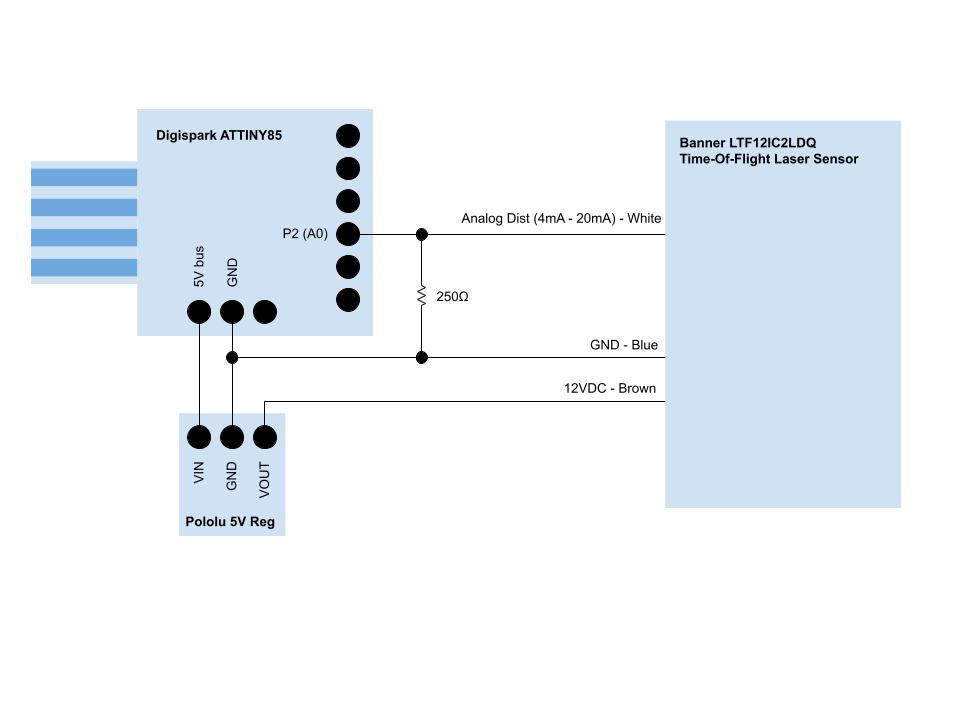 Digispark ATTINY85
Banner LTF12IC2LDQ
Time-Of-Flight Laser Sensor
Analog Dist (4mA - 20mA) - White
P2 (A0)
5V bus
GND
250Ω
GND - Blue
12VDC - Brown
VIN
GND
VOUT
Pololu 5V Reg